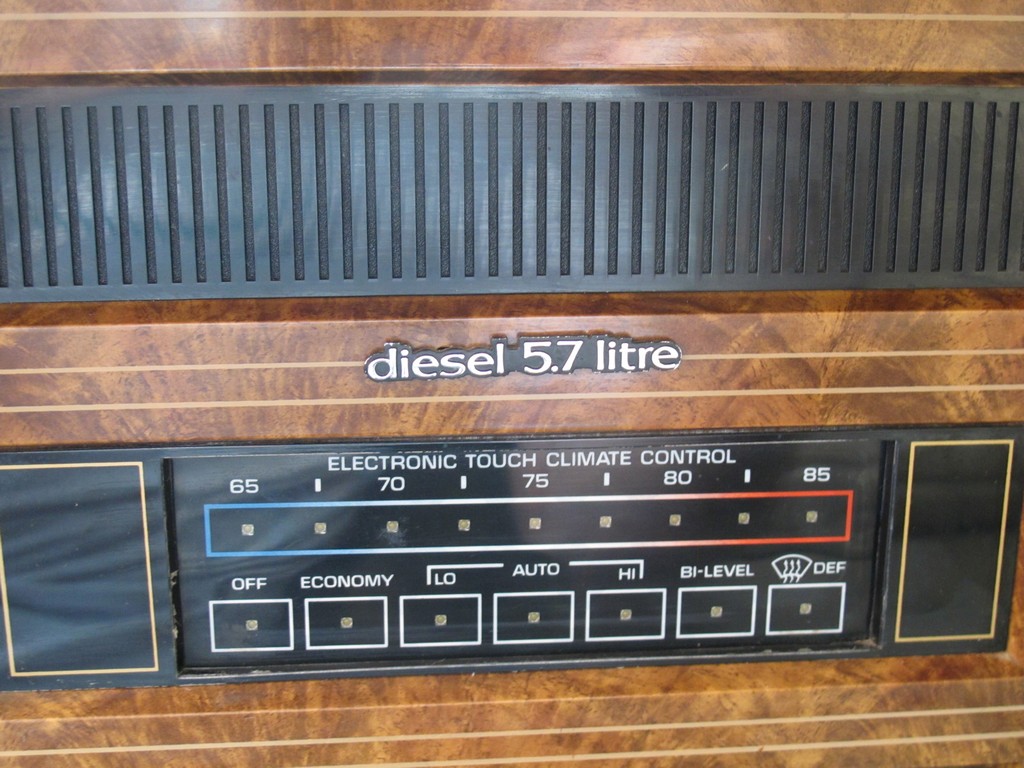 diesel 5.7 litre
ELECTRONIC TOUCH CLIMATE CONTROL
65 70 75 80 85
OFF ECONOMY LO AUTO HI BI-LEVEL DEF